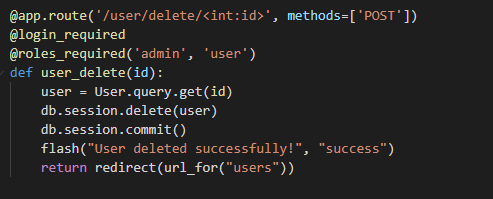 @app.route('/user/delete/<int:id>', methods=['POST'])
@login_required
@roles_required('admin', 'user')
def user_delete(id):
    user = User.query.get(id)
    db.session.delete(user)
    db.session.commit()
    flash("User deleted successfully!", "success")
    return redirect(url_for("users"))